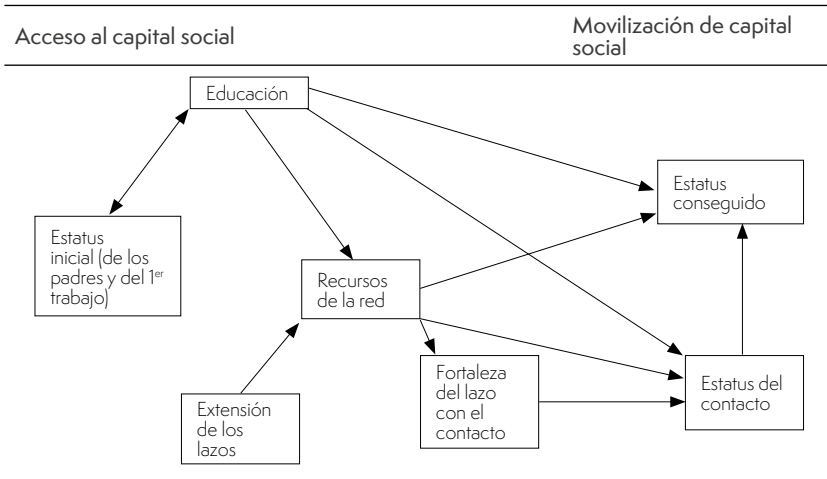 Acceso al capital social
Movilización de capital
social
Educación
Estatus
conseguido
Estatus
inicial (de los
padres y del 1er
trabajo)
Recursos
de la red
Fortaleza
del lazo
con el
contacto
Estatus del
contacto
Extensión
de los
lazos